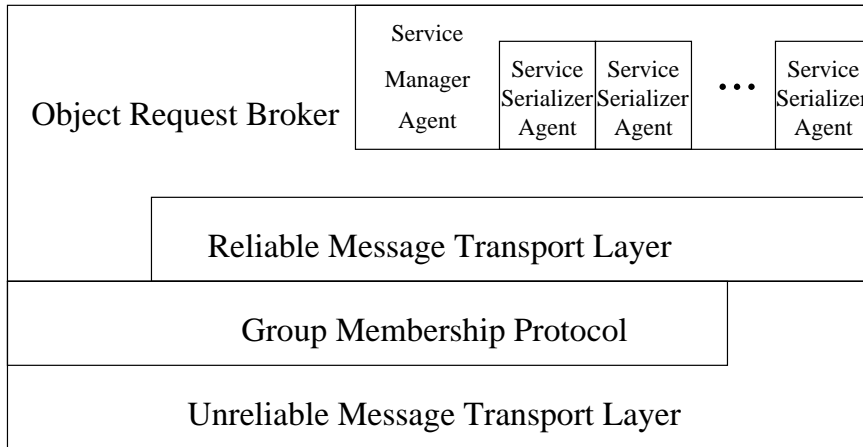 Service
Manager
Agent
Object Request Broker
Service
Serializer
Agent
Service
Serializer
Agent
...
Service
Serializer
Agent
Reliable Message Transport Layer
Group Membership Protocol
Unreliable Message Transport Layer